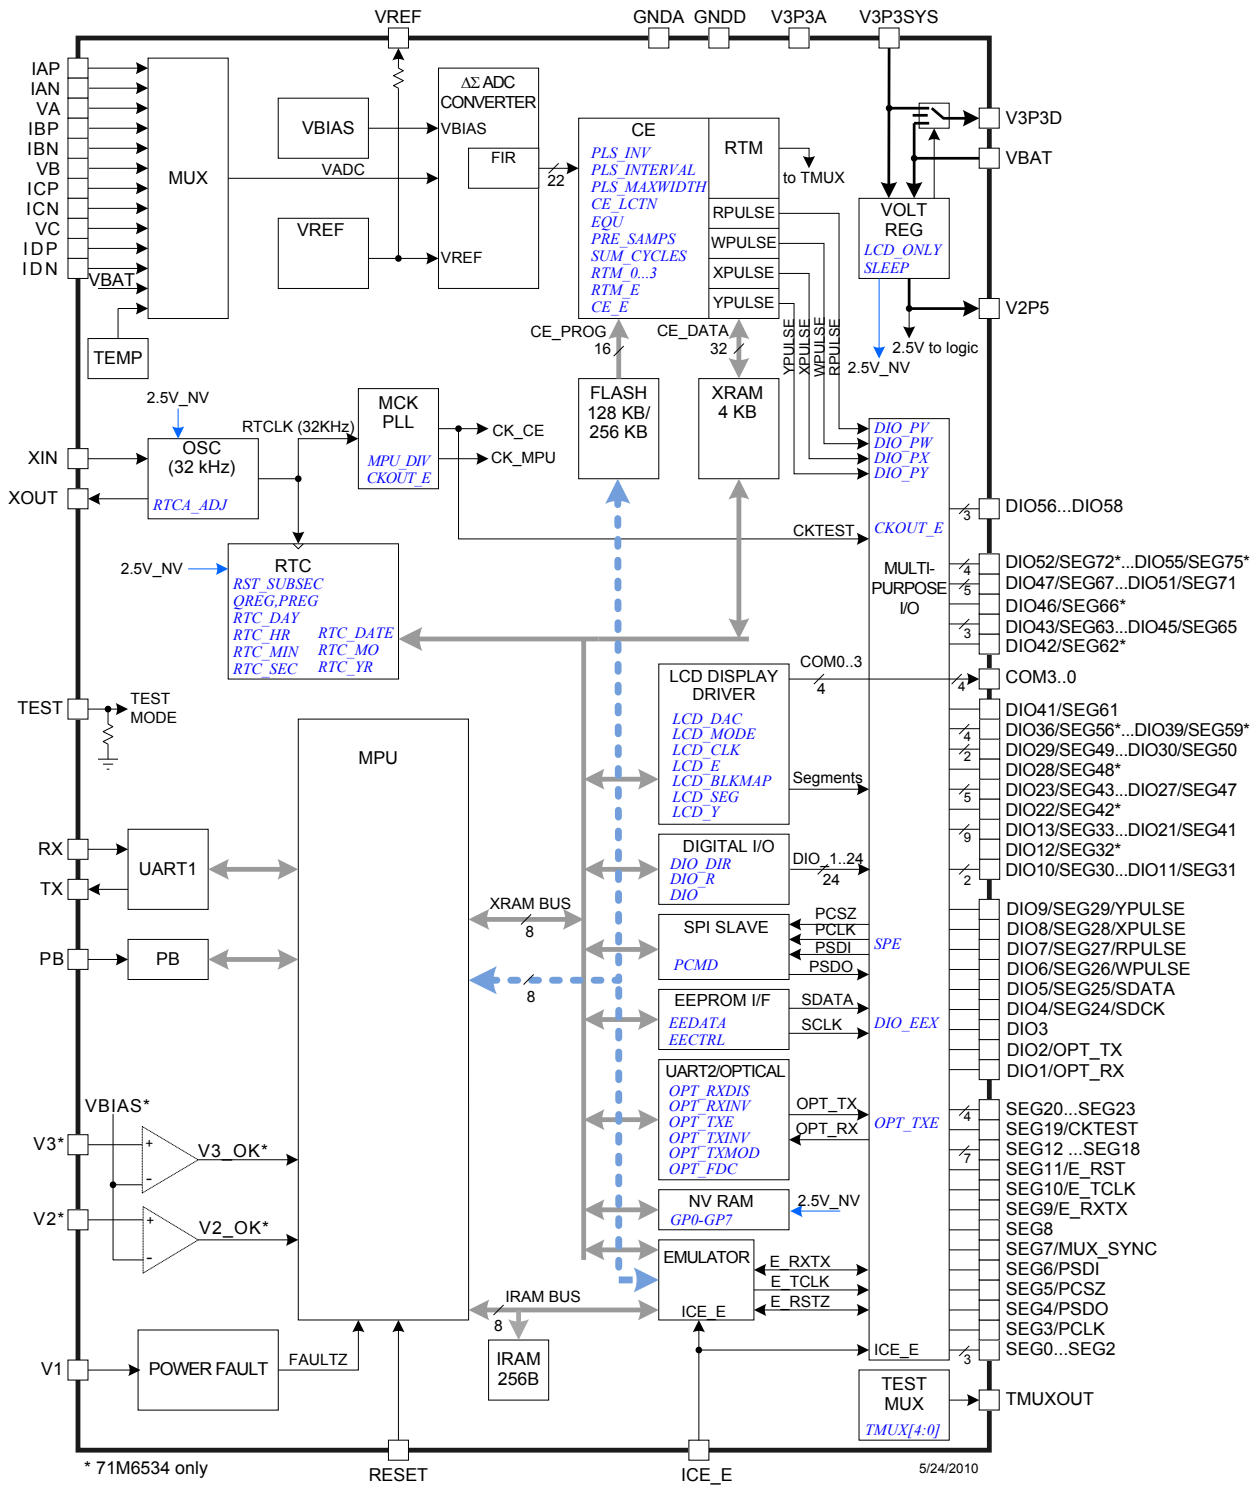 VREF
GNDA
GNDD
V3P3A
V3P3SYS
IAP
IAN
VA
IBP
IBN
VB
ICP
ICN
VC
IDP
IDN
VBAT
MUX
TEMP
VBIAS
VREF
VADC
ΔΣ ADC
CONVERTER
VBIAS
FIR
VREF
22
CE
PLS_INV
PLS_INTERVAL
PLS_MAXWIDTH
CE_LCTN
EQU
PRE_SAMPS
SUM_CYCLES
RTM_0...3
RTM_E
CE_E
RTM
to TMUX
RPULSE
WPULSE
XPULSE
YPULSE
YPULSE
XPULSE
WPULSE
RPULSE
V3P3D
VBAT
VOLT
REG
LCD_ONLY
SLEEP
V2P5
2.5V to logic
2.5V_NV
CE_PROG
16
CE_DATA
32
FLASH
128 KB/
256 KB
XRAM
4 KB
2.5V_NV
XIN
XOUT
OSC
(32 kHz)
RTCA_ADJ
RTCLK (32KHz)
MCK
PLL
MPU_DIV
CKOUT_E
CK_CE
CK_MPU
CKTEST
2.5V_NV
RTC
RST_SUBSEC
QREG,PREG
RTC_DAY
RTC_HR
RTC_MIN
RTC_SEC
RTC_DATE
RTC_MO
RTC_YR
DIO_PV
DIO_PW
DIO_PX
DIO_PY
CKOUT_E
MULTI-
PURPOSE
I/O
3
DIO56...DIO58
4
DIO52/SEG72*...DIO55/SEG75*
5
DIO47/SEG67...DIO51/SEG71
DIO46/SEG66*
3
DIO43/SEG63...DIO45/SEG65
DIO42/SEG62*
TEST
TEST
MODE
MPU
LCD DISPLAY
DRIVER
LCD_DAC
LCD_MODE
LCD_CLK
LCD_E
LCD_BLKMAP
LCD_SEG
LCD_Y
COM0..3
4
4
COM3..0
Segments
DIO41/SEG61
4
DIO36/SEG56*...DIO39/SEG59*
2
DIO29/SEG49...DIO30/SEG50
DIO28/SEG48*
5
DIO23/SEG43...DIO27/SEG47
DIO22/SEG42*
9
DIO13/SEG33...DIO21/SEG41
DIO12/SEG32*
2
DIO10/SEG30...DIO11/SEG31
RX
TX
UART1
PB
PB
DIGITAL I/O
DIO_DIR
DIO_R
DIO
DIO_1..24
24
XRAM BUS
8
8
SPI SLAVE
PCMD
PCSZ
PCLK
PSDI
PSDO
SPE
EEPROM I/F
EEDATA
EECTRL
SDATA
SCLK
DIO_EEX
DIO9/SEG29/YPULSE
DIO8/SEG28/XPULSE
DIO7/SEG27/RPULSE
DIO6/SEG26/WPULSE
DIO5/SEG25/SDATA
DIO4/SEG24/SDCK
DIO3
DIO2/OPT_TX
DIO1/OPT_RX
UART2/OPTICAL
OPT_RXDIS
OPT_RXINV
OPT_TXE
OPT_TXINV
OPT_TXMOD
OPT_FDC
OPT_TX
OPT_RX
OPT_TXE
4
SEG20...SEG23
SEG19/CKTEST
7
SEG12 ...SEG18
SEG11/E_RST
SEG10/E_TCLK
SEG9/E_RXTX
SEG8
SEG7/MUX_SYNC
SEG6/PSDI
SEG5/PCSZ
SEG4/PSDO
SEG3/PCLK
3
SEG0...SEG2
VBIAS*
V3*
+
-
V3_OK*
V2*
+
-
V2_OK*
NV RAM
GP0-GP7
2.5V_NV
EMULATOR
ICE_E
E_RXTX
E_TCLK
E_RSTZ
ICE_E
IRAM BUS
8
IRAM
256B
V1
POWER FAULT
FAULTZ
TEST
MUX
TMUX[4:0]
TMUXOUT
* 71M6534 only
RESET
ICE_E
5/24/2010